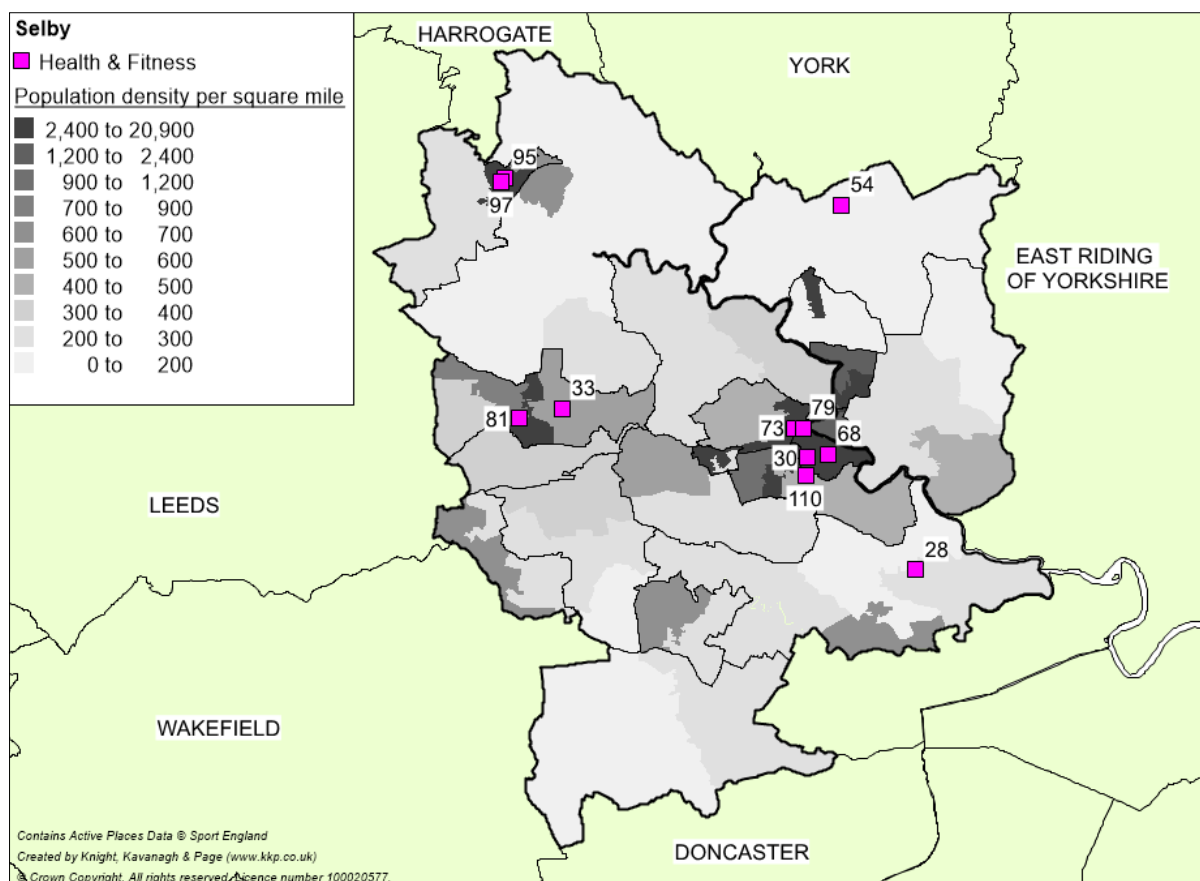 Selby
Health & Fitness
Population density per square mile
2,400 to 20,900
1,200 to 2,400
900 to 1,200
700 to 900
600 to 700
500 to 600
400 to 500
300 to 400
200 to 300
0 to 200
HARROGATE
YORK
95
97
54
EAST RIDING
OF YORKSHIRE
33
81
79
73
68
30
110
LEEDS
28
WAKEFIELD
DONCASTER
Contains Active Places Data © Sport England
Created by Knight, Kavanagh & Page (www.kkp.co.uk)
© Crown Copyright. All rights reserved. Licence number 100020577.